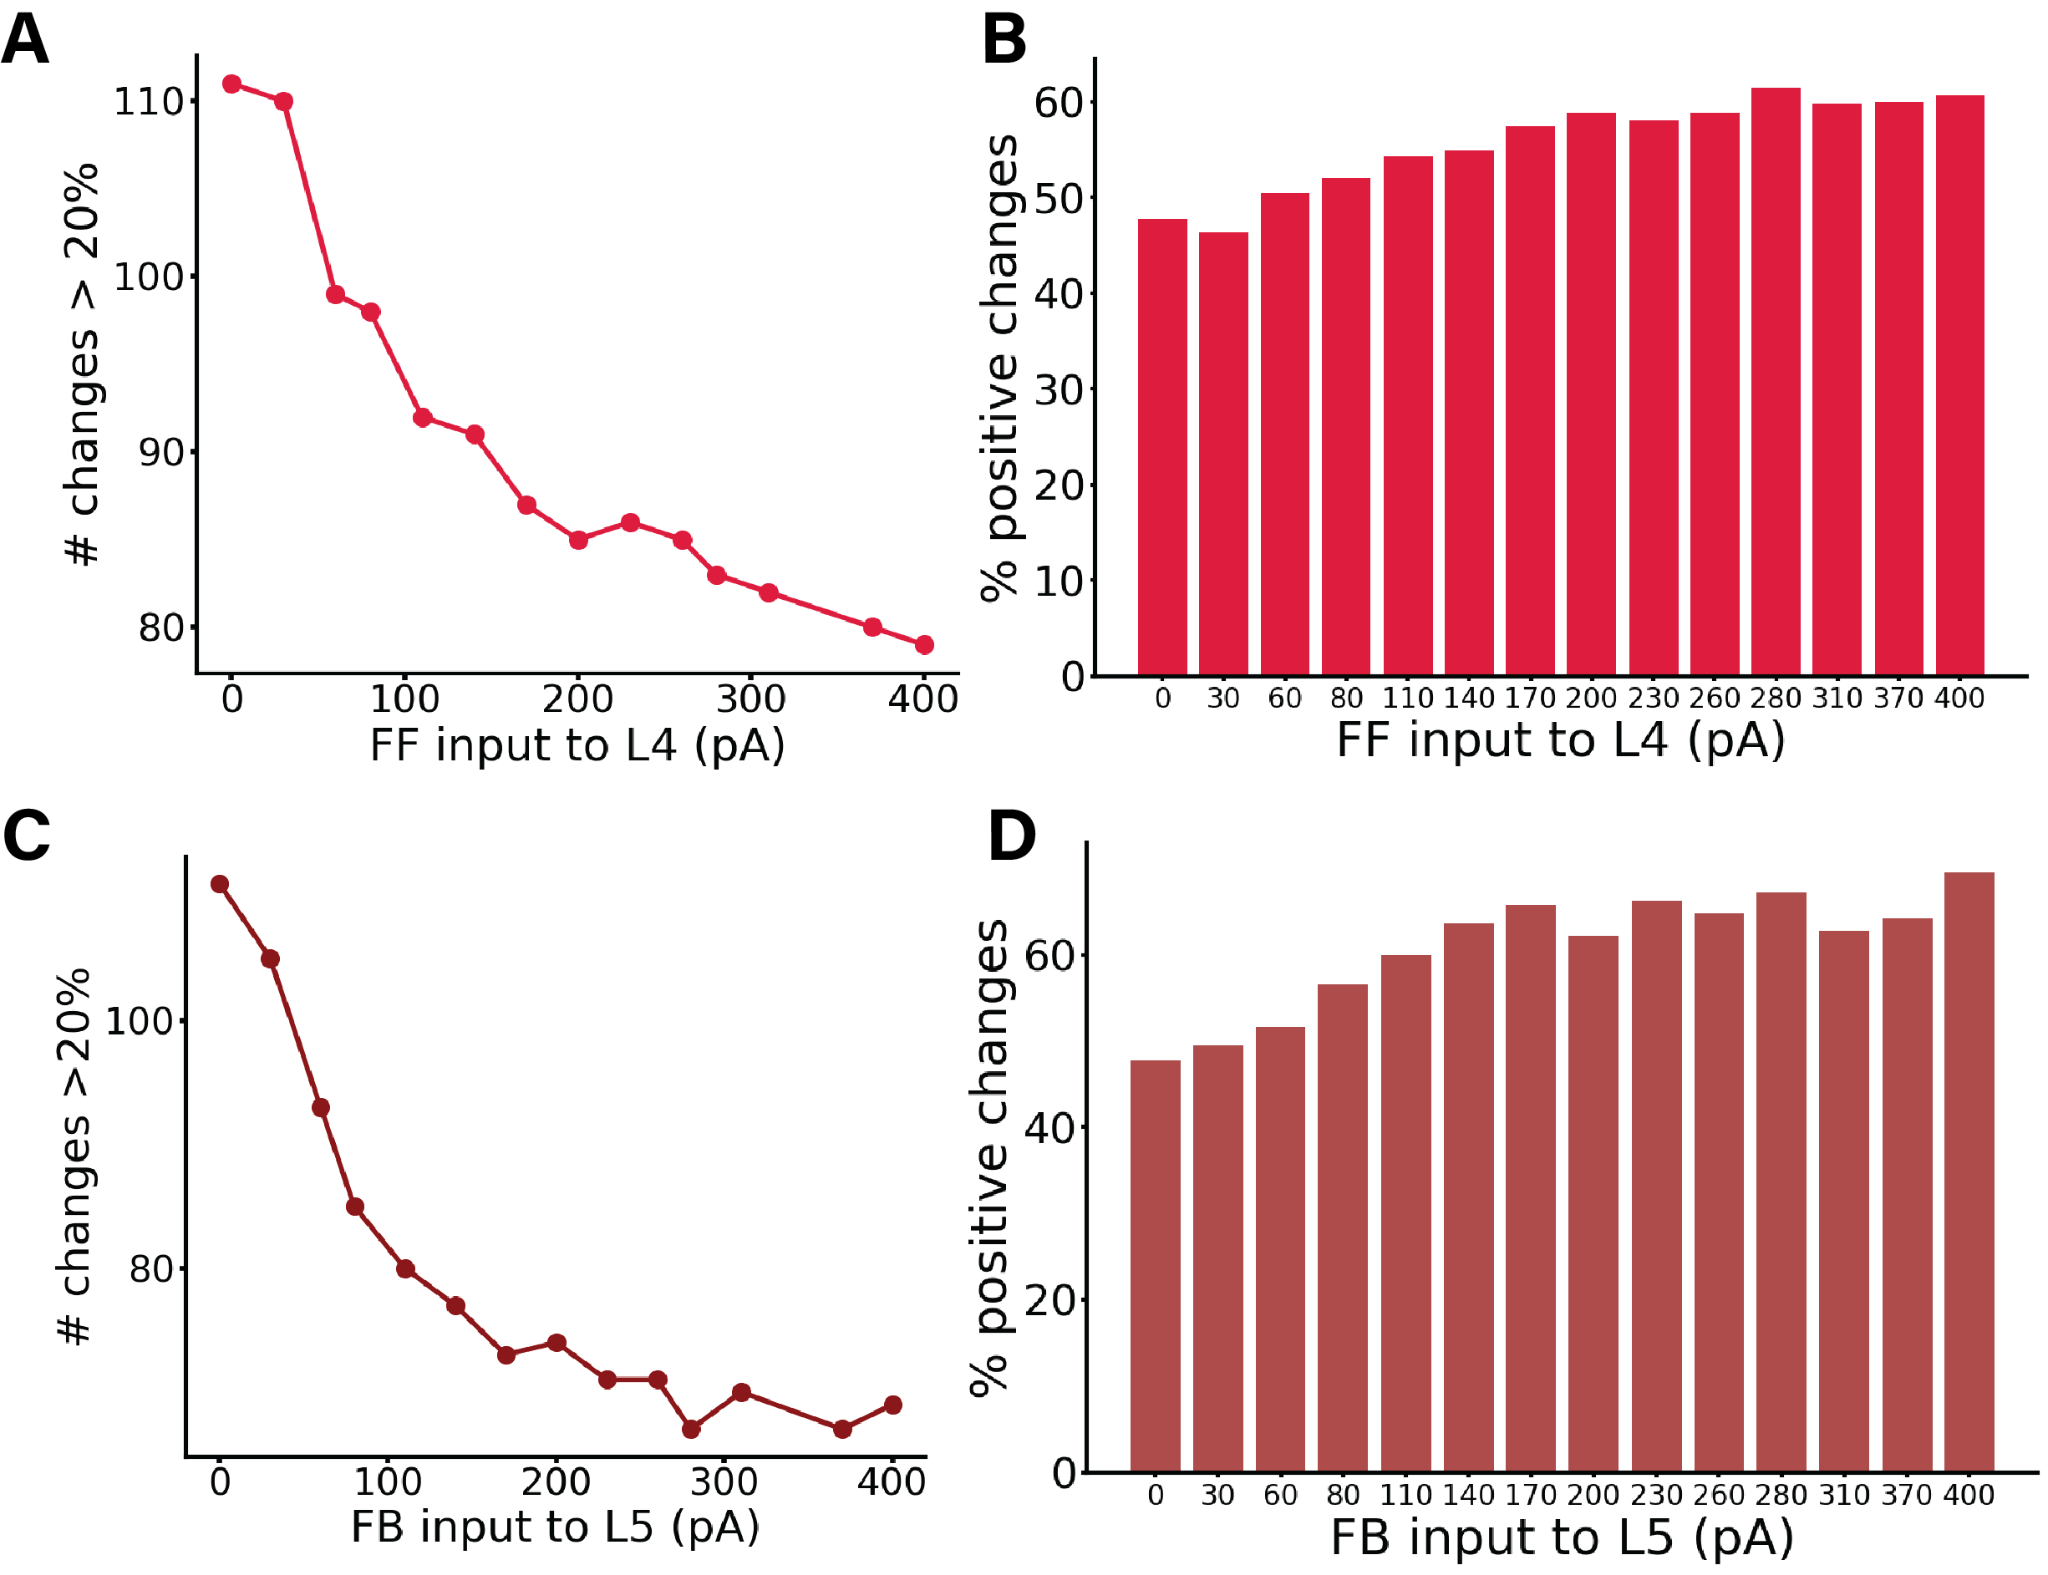 A
110
100
90
80
# changes > 20%
0 100 200 300 400
FF input to L4 (pA)
B
60
50
40
30
20
10
0
% positive changes
0 30 60 80 110 140 170 200 230 260 280 310 370 400
FF input to L4 (pA)
C
100
80
# changes >20%
0 100 200 300 400
FB input to L5 (pA)
D
60
40
20
0
% positive changes
0 30 60 80 110 140 170 200 230 260 280 310 370 400
FB input to L5 (pA)